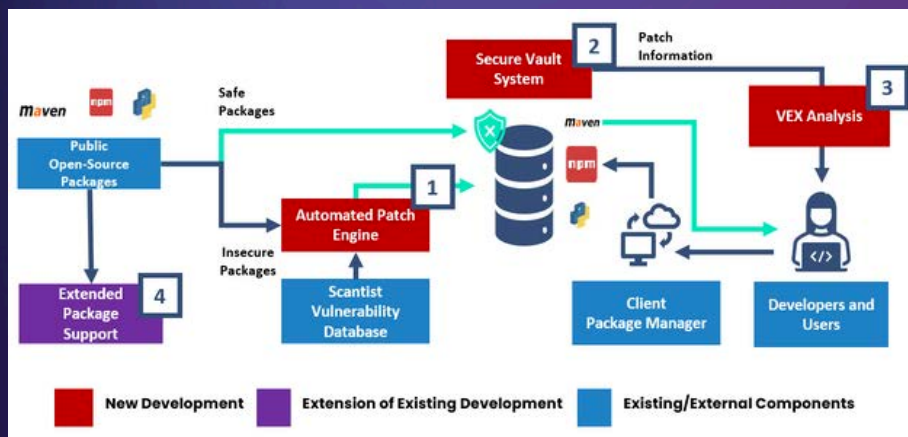 maven
npm
Public
Open-Source
Packages
Safe
Packages
Insecure
Packages
Extended
Package
Support
4
Automated Patch
Engine
1
Scantist
Vulnerability
Database
Secure Vault
System
2
Patch
Information
VEX Analysis
3
maven
npm
Client
Package Manager
</>
Developers and
Users
New Development
Extension of Existing Development
Existing/External Components